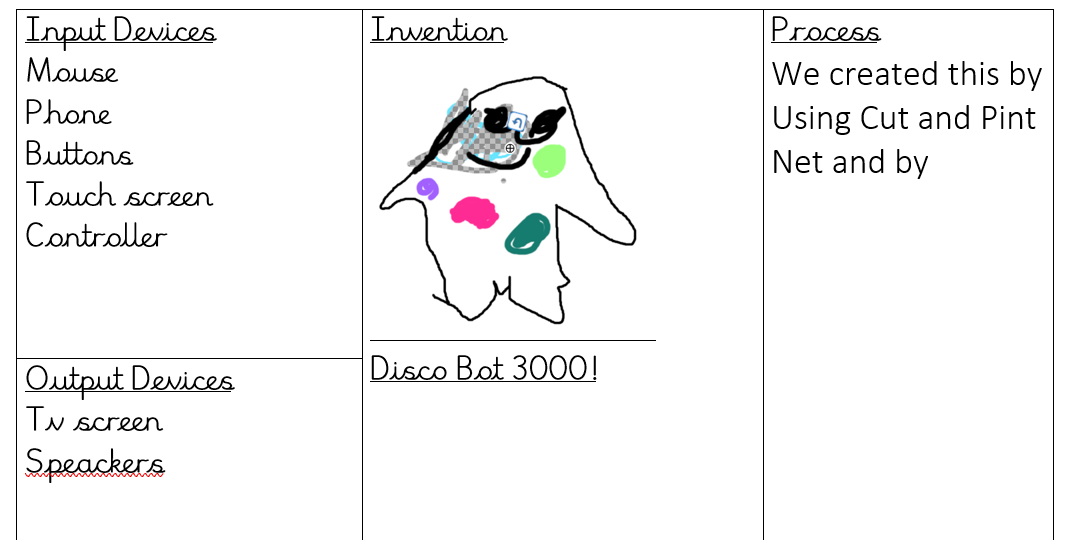 Input Devices
Mouse
Phone
Buttons
Touch screen
Controller
Output Devices
Tv screen
Speackers
Invention
Disco Bot 3000!
Process
We created this by
Using Cut and Pint
Net and by